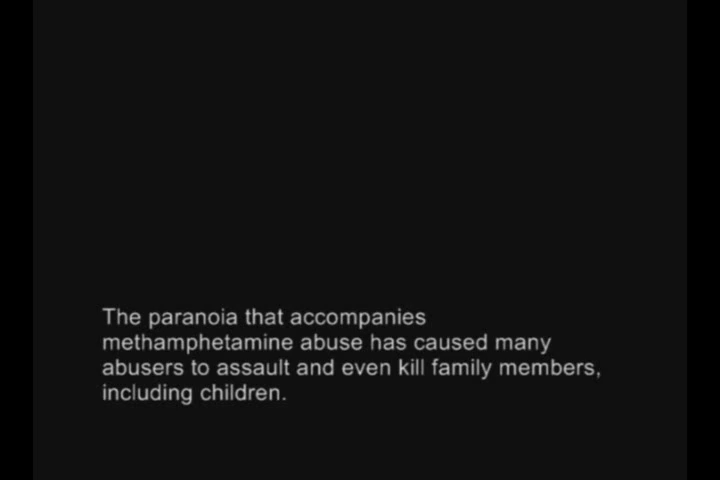 The paranoia that accompanies
methamphetamine abuse has caused many
abusers to assault and even kill family members,
including children.